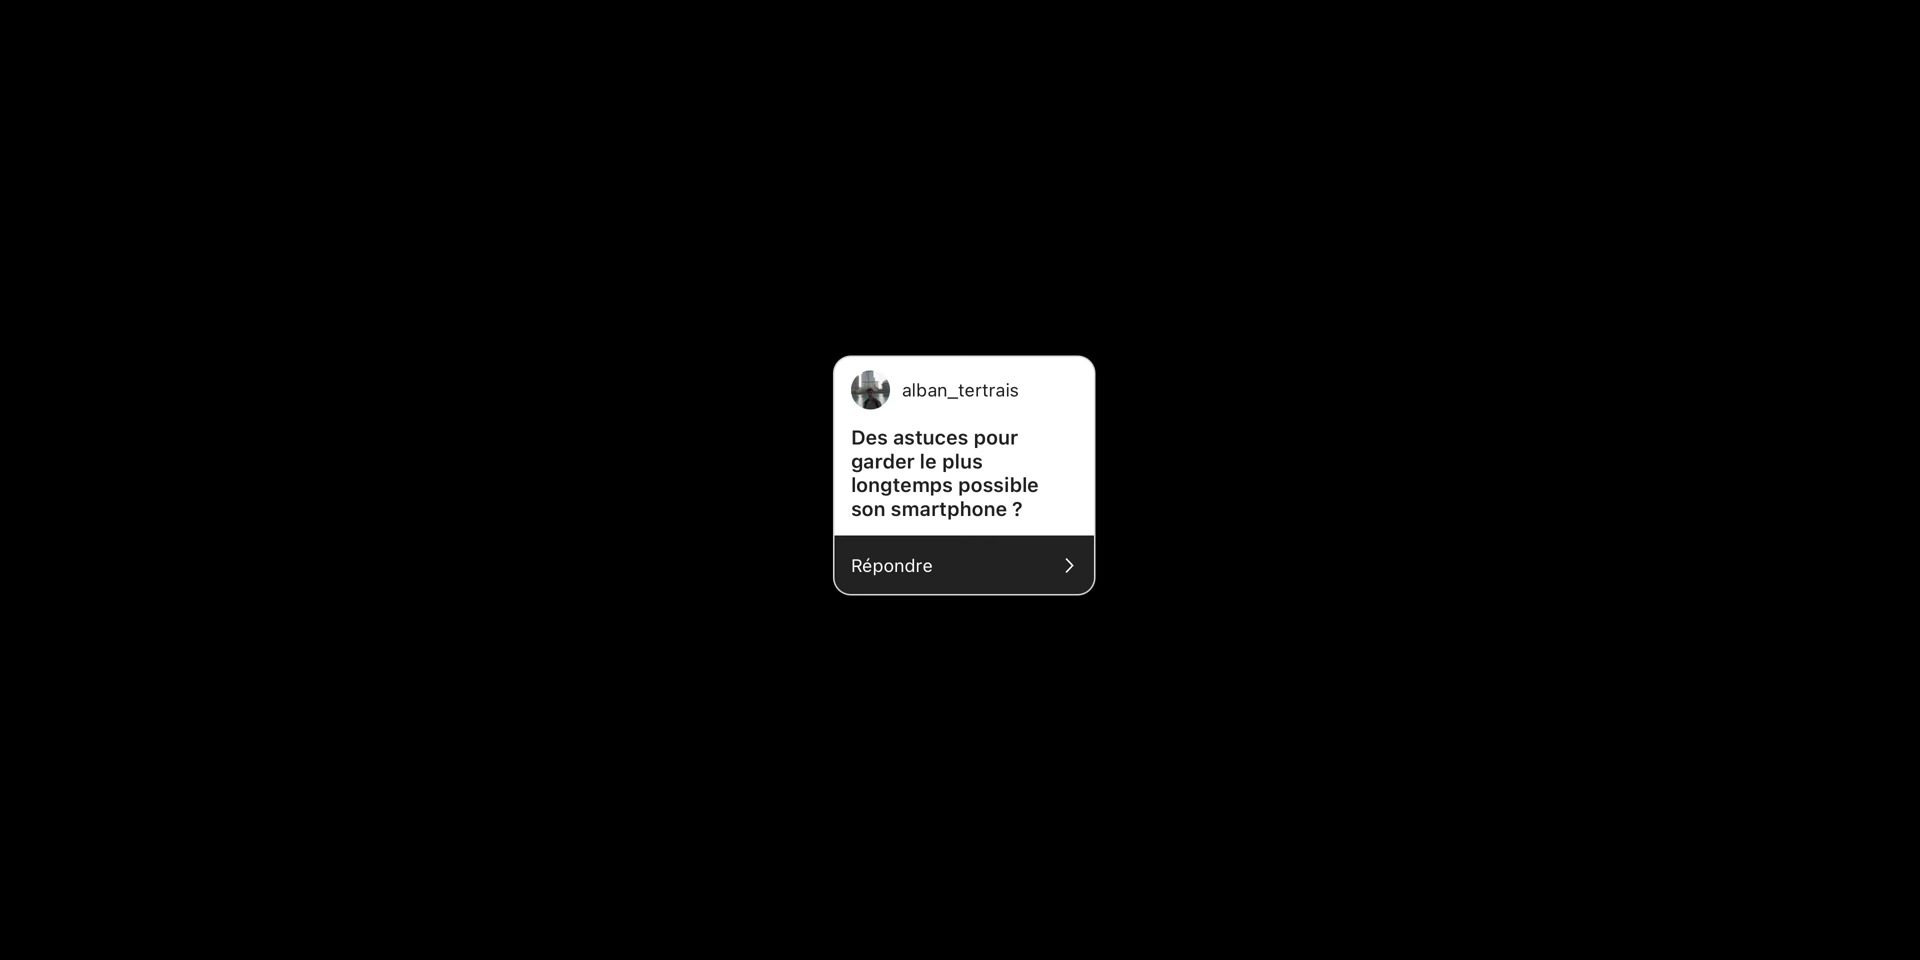 alban_tertrais
Des astuces pour
garder le plus
longtemps possible
son smartphone ?
Répondre